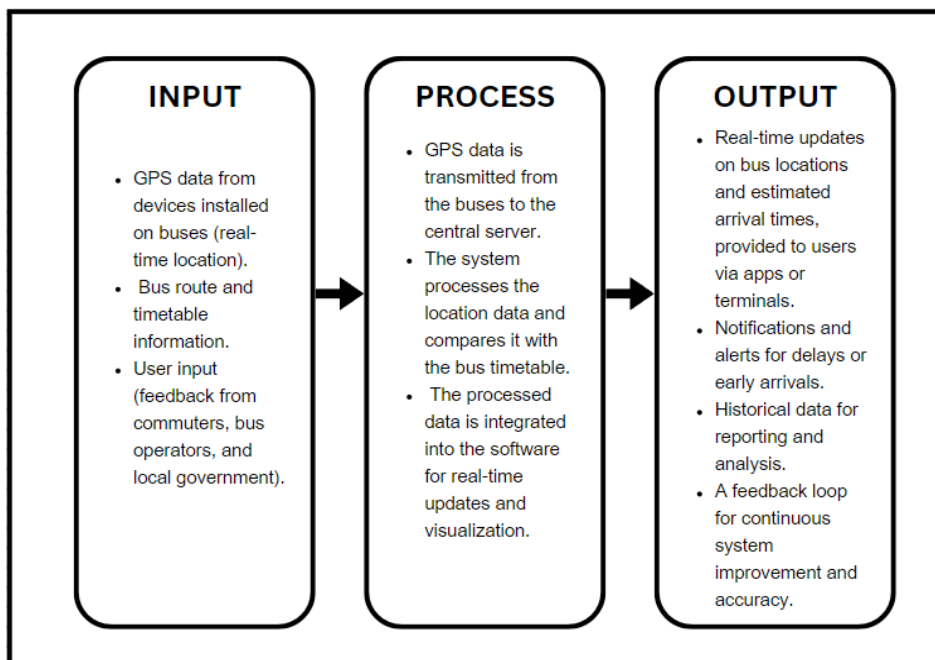 INPUT
• GPS data from
devices installed
on buses (real-
time location).
• Bus route and
timetable
information.
• User input
(feedback from
commuters, bus
operators, and
local government).
PROCESS
• GPS data is
transmitted from
the buses to the
central server.
• The system
processes the
location data and
compares it with
the bus timetable.
• The processed
data is integrated
into the software
for real-time
updates and
visualization.
OUTPUT
• Real-time updates
on bus locations
and estimated
arrival times,
provided to users
via apps or
terminals.
• Notifications and
alerts for delays or
early arrivals.
• Historical data for
reporting and
analysis.
• A feedback loop
for continuous
system
improvement and
accuracy.